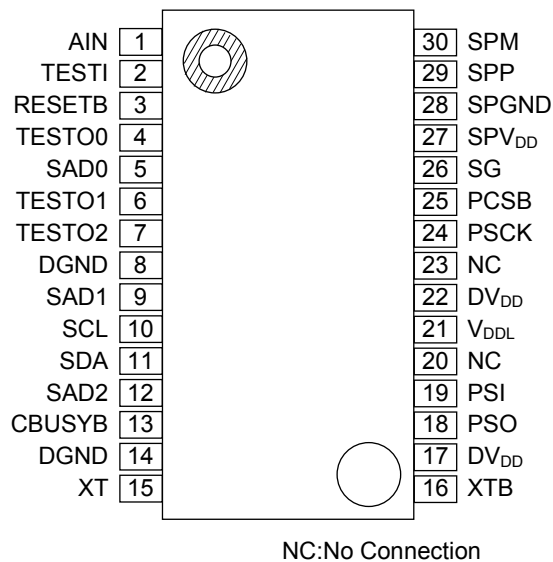 AIN 1 30 SPM
TESTI 2 29 SPP
RESETB 3 28 SPGND
TESTO0 4 27 SPVDD
SAD0 5 26 SG
TESTO1 6 25 PCSB
TESTO2 7 24 PSCK
DGND 8 23 NC
SAD1 9 22 DVDD
SCL 10 21 VDDL
SDA 11 20 NC
SAD2 12 19 PSI
CBUSYB 13 18 PSO
DGND 14 17 DVDD
XT 15 16 XTB
NC:No Connection